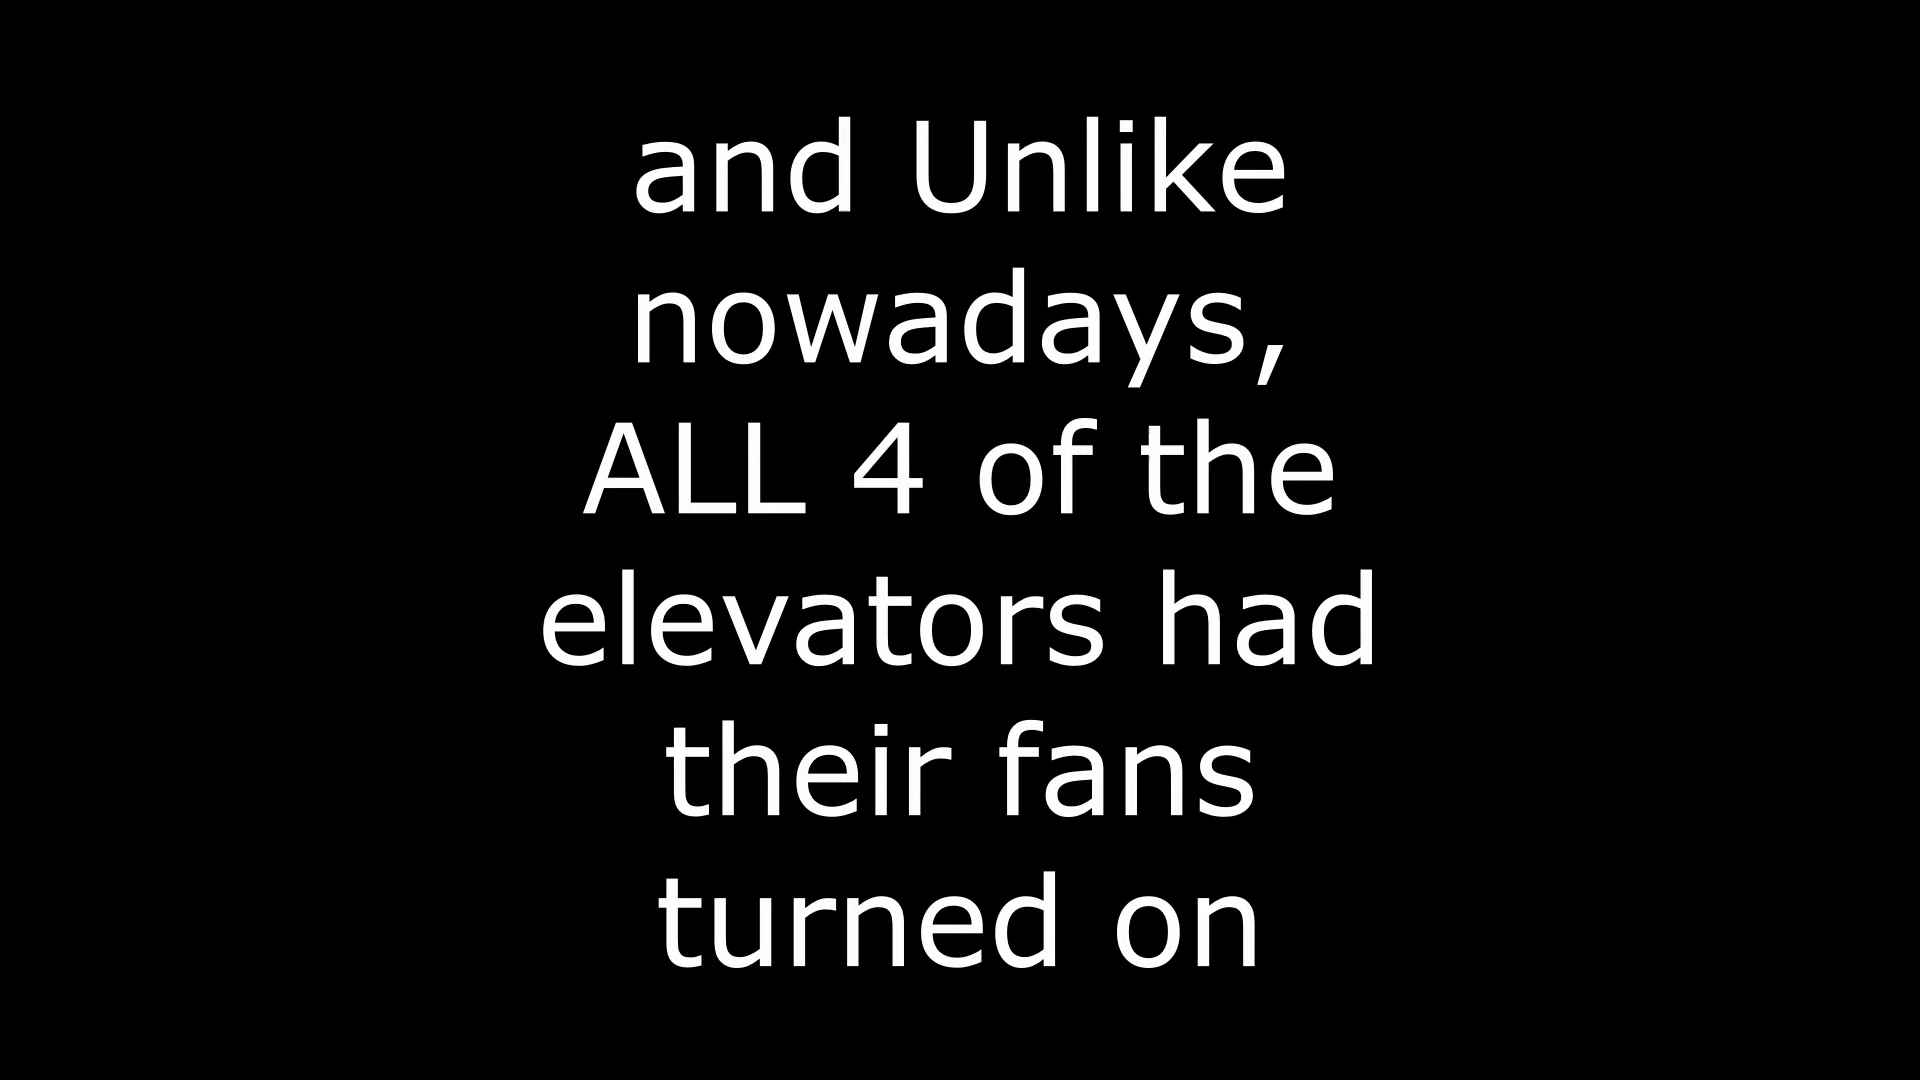 and Unlike
nowadays,
ALL 4 of the
elevators had
their fans
turned on